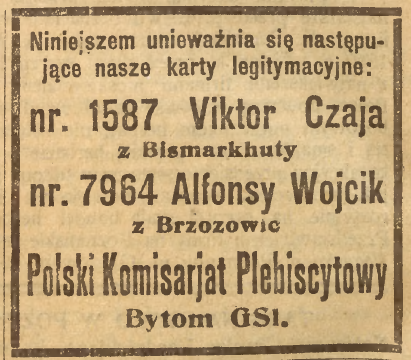 Niniejszem unieważnia się następu-
jące nasze karty legitymacyjne:
nr. 1587 Viktor Czaja
z Bismarkhuty
nr. 7964 Alfonsy Wojcik
z Brzozowic
Polski Komisarjat Plebiscytowy
Bytom GSl.